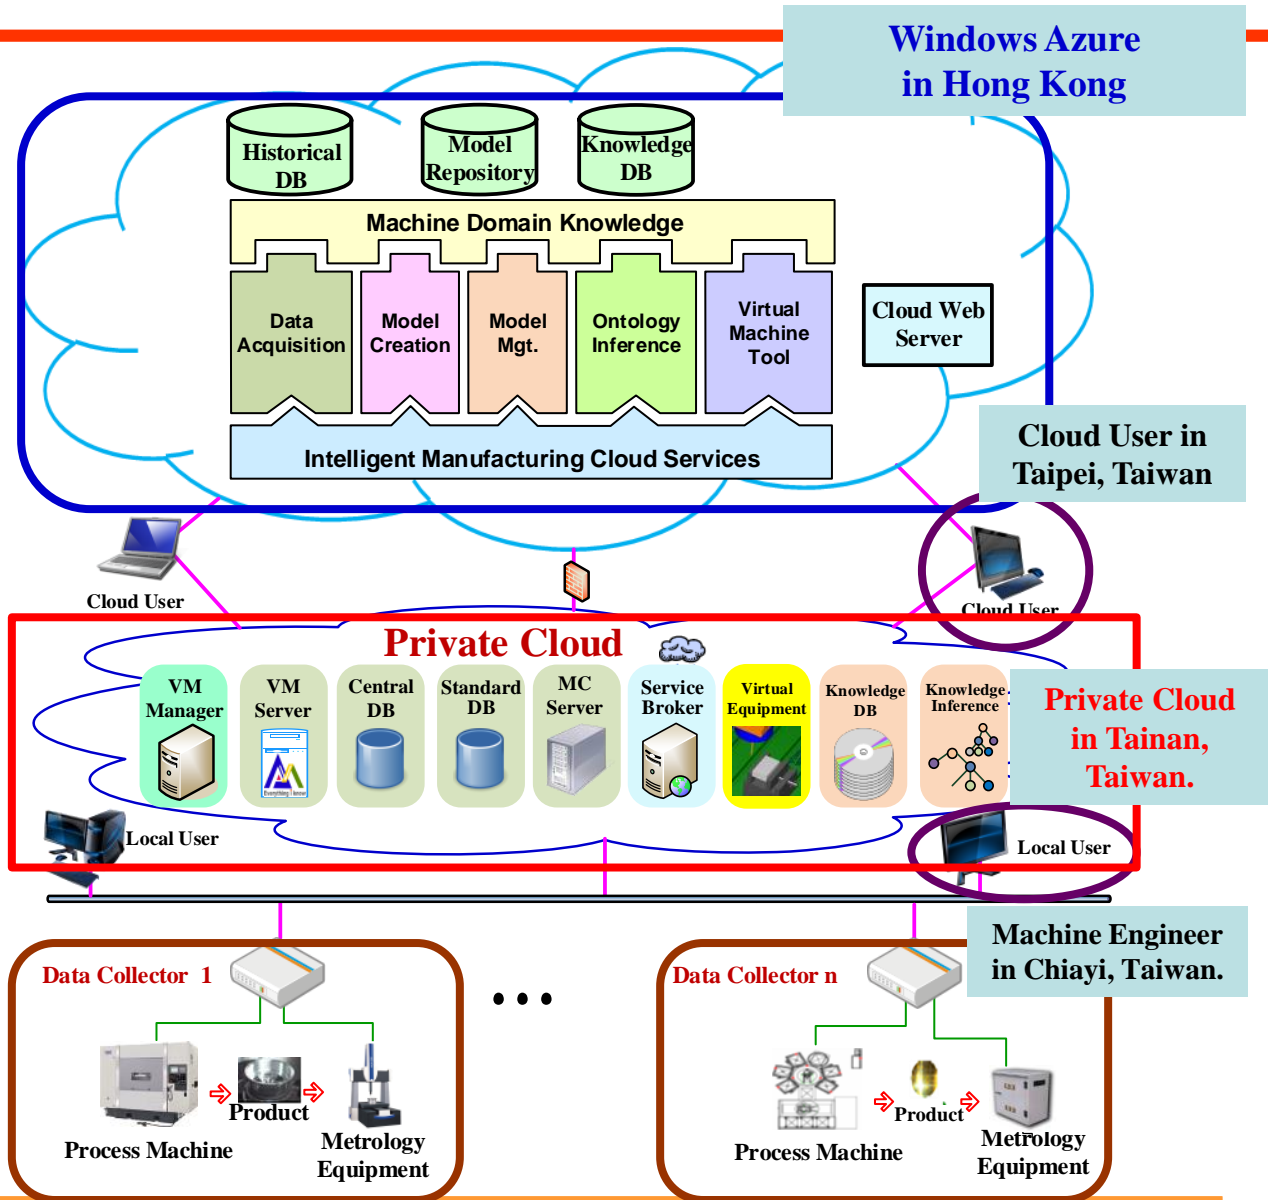 Windows Azure
in Hong Kong
Historical
DB
Model
Repository
Knowledge
DB
Machine Domain Knowledge
Data
Acquisition
Model
Creation
Model
Mgt.
Ontology
Inference
Virtual
Machine
Tool
Cloud Web
Server
Intelligent Manufacturing Cloud Services
Cloud User in
Taipei, Taiwan
Cloud User
Cloud User
Private Cloud
VM
Manager
VM
Server
Central
DB
Standard
DB
MC
Server
Service
Broker
Virtual
Equipment
Knowledge
DB
Knowledge
Inference
Private Cloud
in Tainan,
Taiwan.
Local User
Local User
Machine Engineer
in Chiayi, Taiwan.
Data Collector 1
...
Data Collector n
Product
Process Machine
Metrology
Equipment
Product
Process Machine
Metrology
Equipment